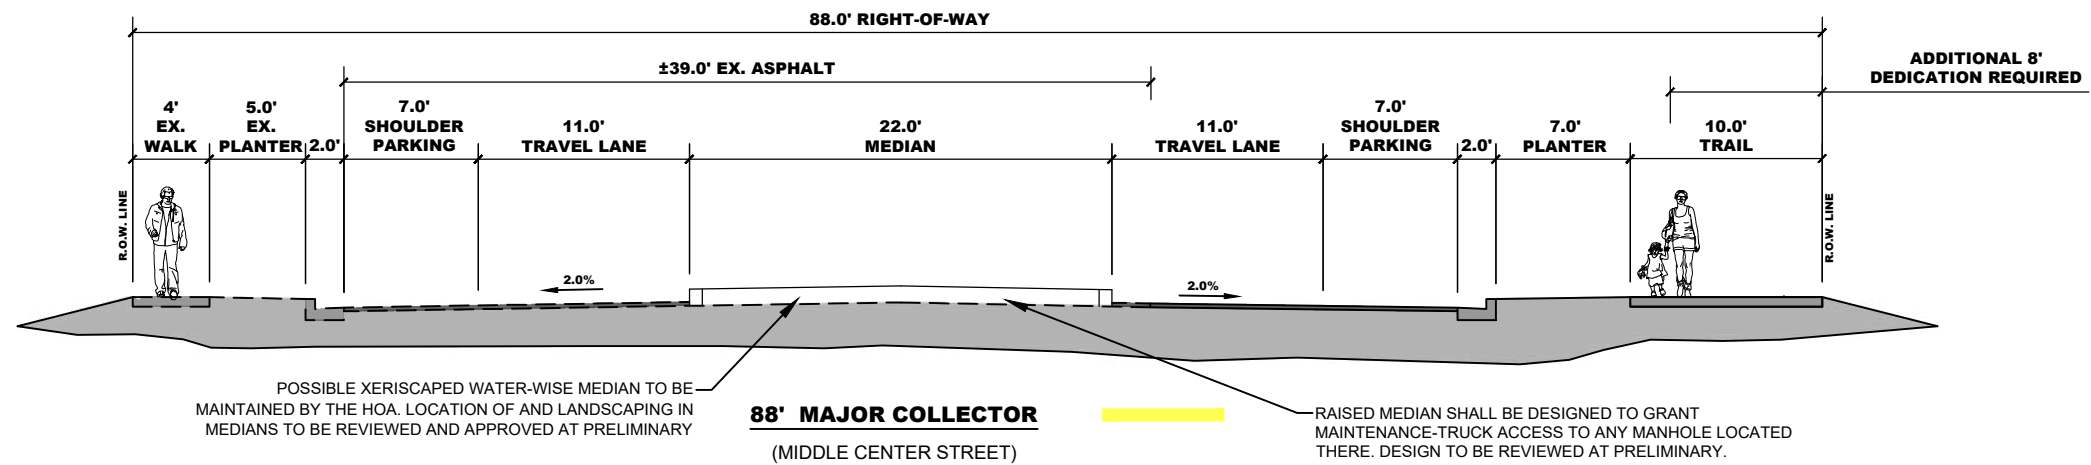 88.0' RIGHT-OF-WAY
±39.0' EX. ASPHALT
ADDITIONAL 8'
DEDICATION REQUIRED
4'
EX.
WALK
5.0'
EX.
PLANTER
2.0'
7.0'
SHOULDER
PARKING
11.0'
TRAVEL LANE
22.0'
MEDIAN
11.0'
TRAVEL LANE
7.0'
SHOULDER
PARKING
2.0'
7.0'
PLANTER
10.0'
TRAIL
R.O.W. LINE
R.O.W. LINE
2.0%
2.0%
POSSIBLE XERISCAPED WATER-WISE MEDIAN TO BE
MAINTAINED BY THE HOA. LOCATION OF AND LANDSCAPING IN
MEDIANS TO BE REVIEWED AND APPROVED AT PRELIMINARY
88' MAJOR COLLECTOR
(MIDDLE CENTER STREET)
RAISED MEDIAN SHALL BE DESIGNED TO GRANT
MAINTENANCE-TRUCK ACCESS TO ANY MANHOLE LOCATED
THERE. DESIGN TO BE REVIEWED AT PRELIMINARY.